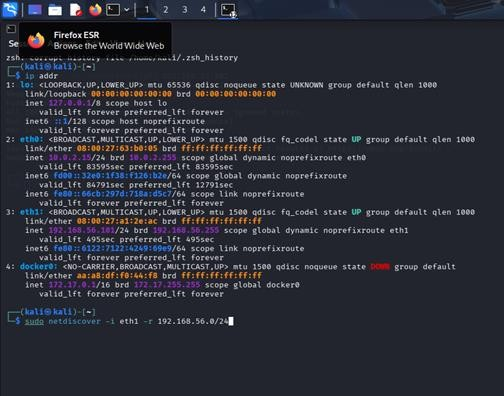 1 2 3 4
Firefox ESR
Browse the World Wide Web
zsh: corrupt history file /home/kali/.zsh_history
(kali㉿kali)-[~]
$ ip addr
1: lo: <LOOPBACK,UP,LOWER_UP> mtu 65536 qdisc noqueue state UNKNOWN group default qlen 1000
link/loopback 00:00:00:00:00:00 brd 00:00:00:00:00:00
inet 127.0.0.1/8 scope host lo
valid_lft forever preferred_lft forever
inet6 ::1/128 scope host noprefixroute
valid_lft forever preferred_lft forever
2: eth0: <BROADCAST,MULTICAST,UP,LOWER_UP> mtu 1500 qdisc fq_codel state UP group default qlen 1000
link/ether 08:00:27:63:b0:05 brd ff:ff:ff:ff:ff:ff
inet 10.0.2.15/24 brd 10.0.2.255 scope global dynamic noprefixroute eth0
valid_lft 83595sec preferred_lft 83595sec
inet6 fd00::32e0:1f38:f126:b2e/64 scope global dynamic noprefixroute
valid_lft 84791sec preferred_lft 12791sec
inet6 fe80::66cb:297d:718a:d5c7/64 scope link noprefixroute
valid_lft forever preferred_lft forever
3: eth1: <BROADCAST,MULTICAST,UP,LOWER_UP> mtu 1500 qdisc fq_codel state UP group default qlen 1000
link/ether 08:00:27:a1:2e:ac brd ff:ff:ff:ff:ff:ff
inet 192.168.56.101/24 brd 192.168.56.255 scope global dynamic noprefixroute eth1
valid_lft 495sec preferred_lft 495sec
inet6 fe80::6122:7122:4249:69e9/64 scope link noprefixroute
valid_lft forever preferred_lft forever
4: docker0: <NO-CARRIER,BROADCAST,MULTICAST,UP> mtu 1500 qdisc noqueue state DOWN group default
link/ether aa:a8:df:f0:44:f8 brd ff:ff:ff:ff:ff:ff
inet 172.17.0.1/16 brd 172.17.255.255 scope global docker0
valid_lft forever preferred_lft forever
(kali㉿kali)-[~]
$ sudo netdiscover -i eth1 -r 192.168.56.0/24